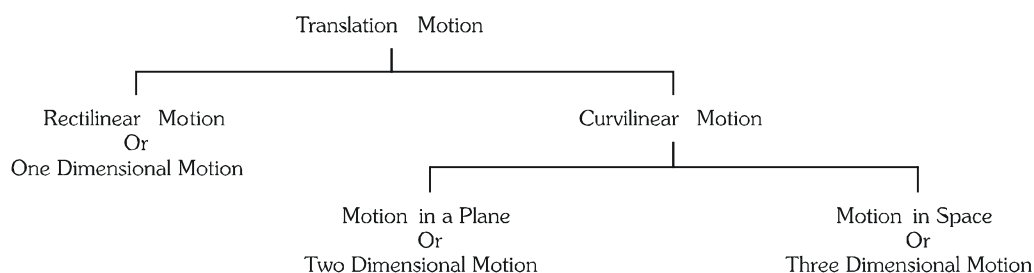 Translation Motion
Rectilinear Motion
Or
One Dimensional Motion
Curvilinear Motion
Motion in a Plane
Or
Two Dimensional Motion
Motion in Space
Or
Three Dimensional Motion